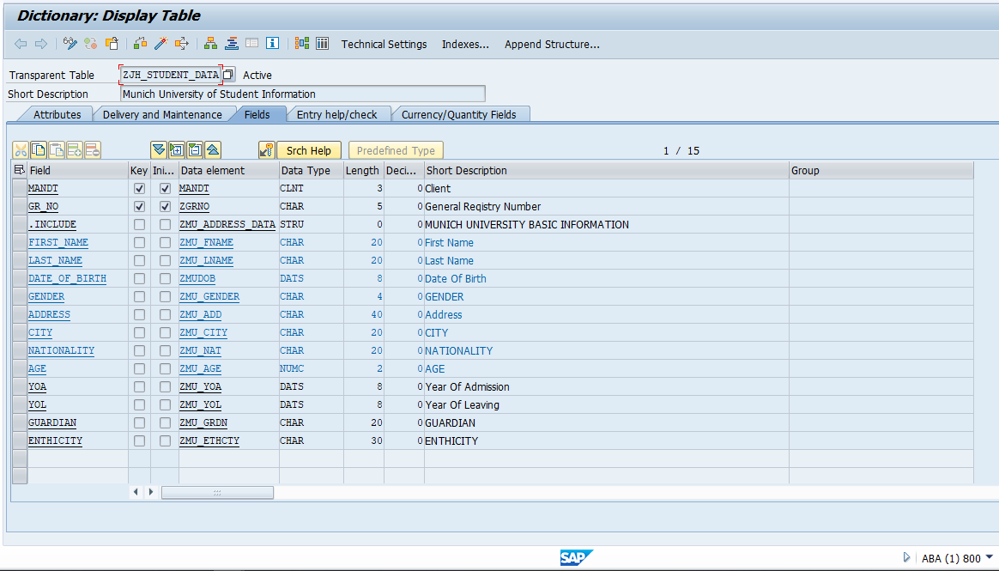 Dictionary: Display Table
Technical Settings Indexes... Append Structure...
Transparent Table ZJH_STUDENT_DATA Active
Short Description Munich University of Student Information
Attributes Delivery and Maintenance Fields Entry help/check Currency/Quantity Fields
Srch Help Predefined Type 1 / 15
Field Key Ini... Data element Data Type Length Deci... Short Description Group
MANDT MANDT CLNT 3 0 Client
GR_NO ZGRNO CHAR 5 0 General Reqistry Number
.INCLUDE ZMU_ADDRESS_DATA STRU 0 0 MUNICH UNIVERSITY BASIC INFORMATION
FIRST_NAME ZMU_FNAME CHAR 20 0 First Name
LAST_NAME ZMU_LNAME CHAR 20 0 Last Name
DATE_OF_BIRTH ZMUDOB DATS 8 0 Date Of Birth
GENDER ZMU_GENDER CHAR 4 0 GENDER
ADDRESS ZMU_ADD CHAR 40 0 Address
CITY ZMU_CITY CHAR 20 0 CITY
NATIONALITY ZMU_NAT CHAR 20 0 NATIONALITY
AGE ZMU_AGE NUMC 2 0 AGE
YOA ZMU_YOA DATS 8 0 Year Of Admission
YOL ZMU_YOL DATS 8 0 Year Of Leaving
GUARDIAN ZMU_GRDN CHAR 20 0 GUARDIAN
ENTHICITY ZMU_ETHCTY CHAR 30 0 ENTHICITY
SAP ABA (1) 800